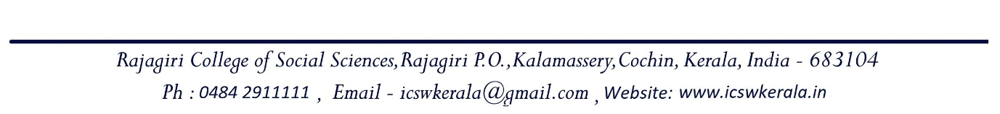 Rajagiri College of Social Sciences,Rajagiri P.O.,Kalamassery,Cochin, Kerala, India - 683104
Ph : 0484 2911111 , Email - icswkerala@gmail.com , Website: www.icswkerala.in